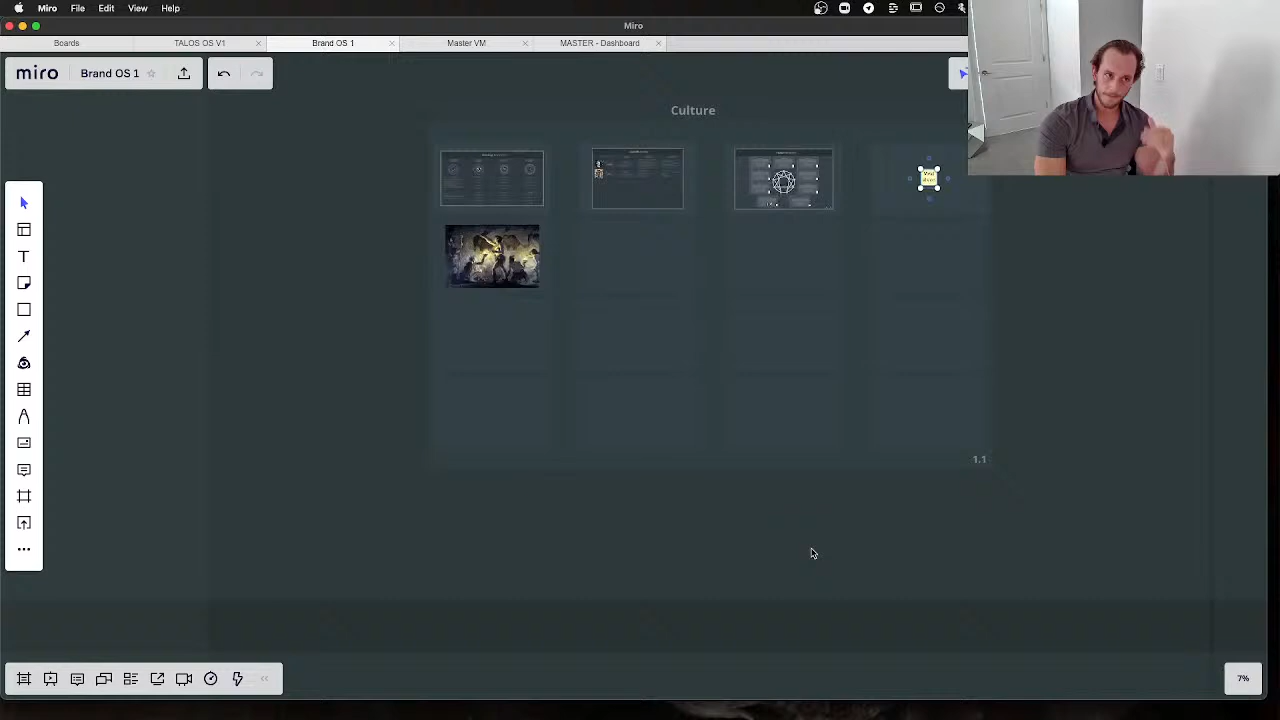 Miro File Edit View Help
Miro
Boards TALOS OS V1 Brand OS 1 Master VM MASTER - Dashboard
miro Brand OS 1
Culture
1.1
7%